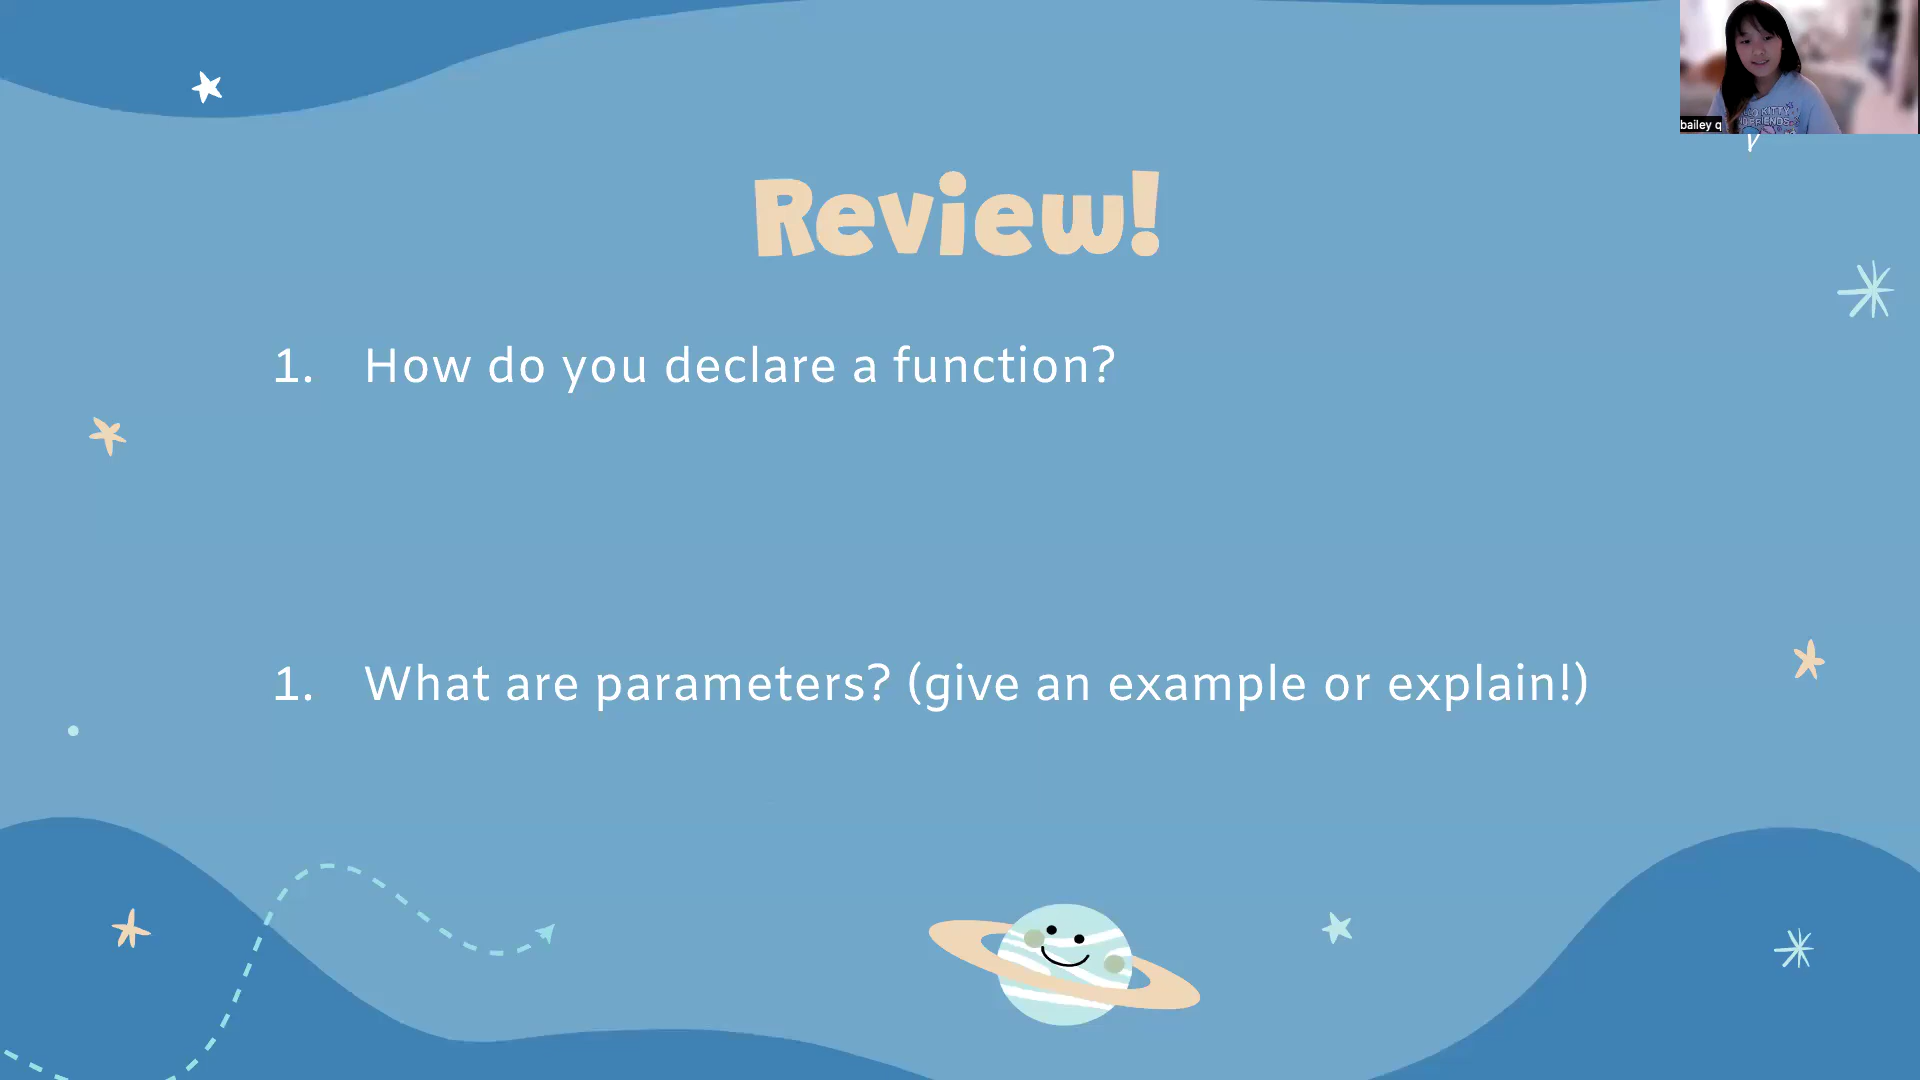 bailey q
Review!
1. How do you declare a function?
1. What are parameters? (give an example or explain!)